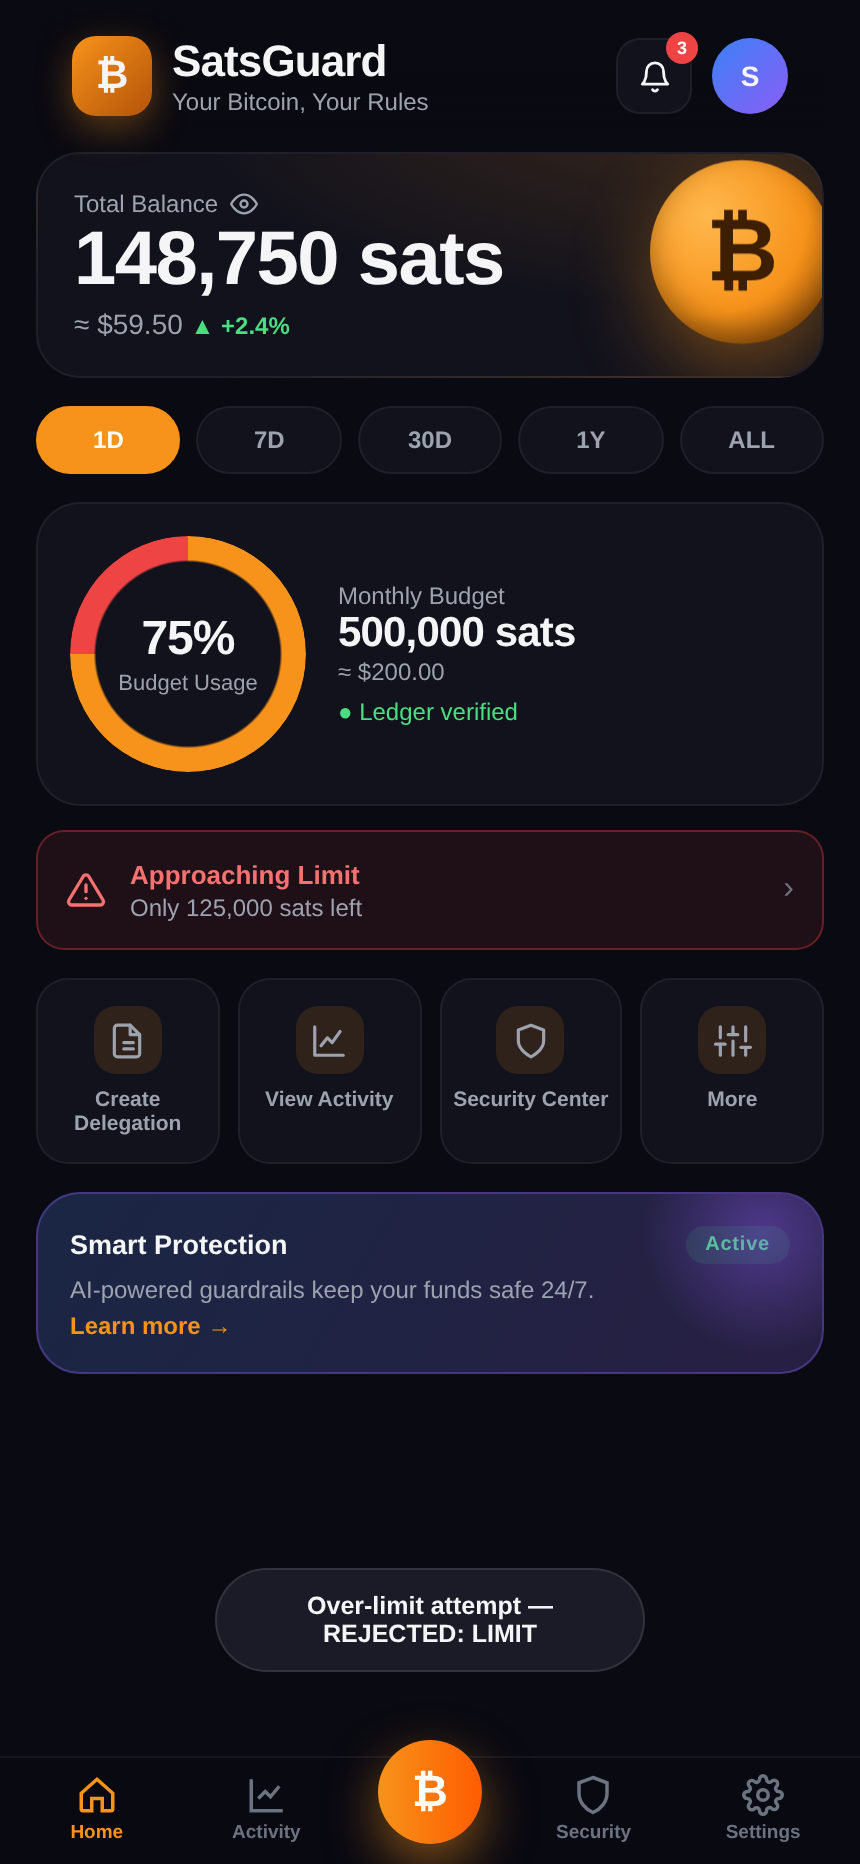 ₿
SatsGuard
Your Bitcoin, Your Rules
3
S
Total Balance
148,750 sats
≈ $59.50 ▲ +2.4%
₿
1D
7D
30D
1Y
ALL
75%
Budget Usage
Monthly Budget
500,000 sats
≈ $200.00
● Ledger verified
Approaching Limit
Only 125,000 sats left
›
Create
Delegation
View Activity
Security Center
More
Smart Protection
Active
AI-powered guardrails keep your funds safe 24/7.
Learn more →
Over-limit attempt —
REJECTED: LIMIT
₿
Home
Activity
Security
Settings